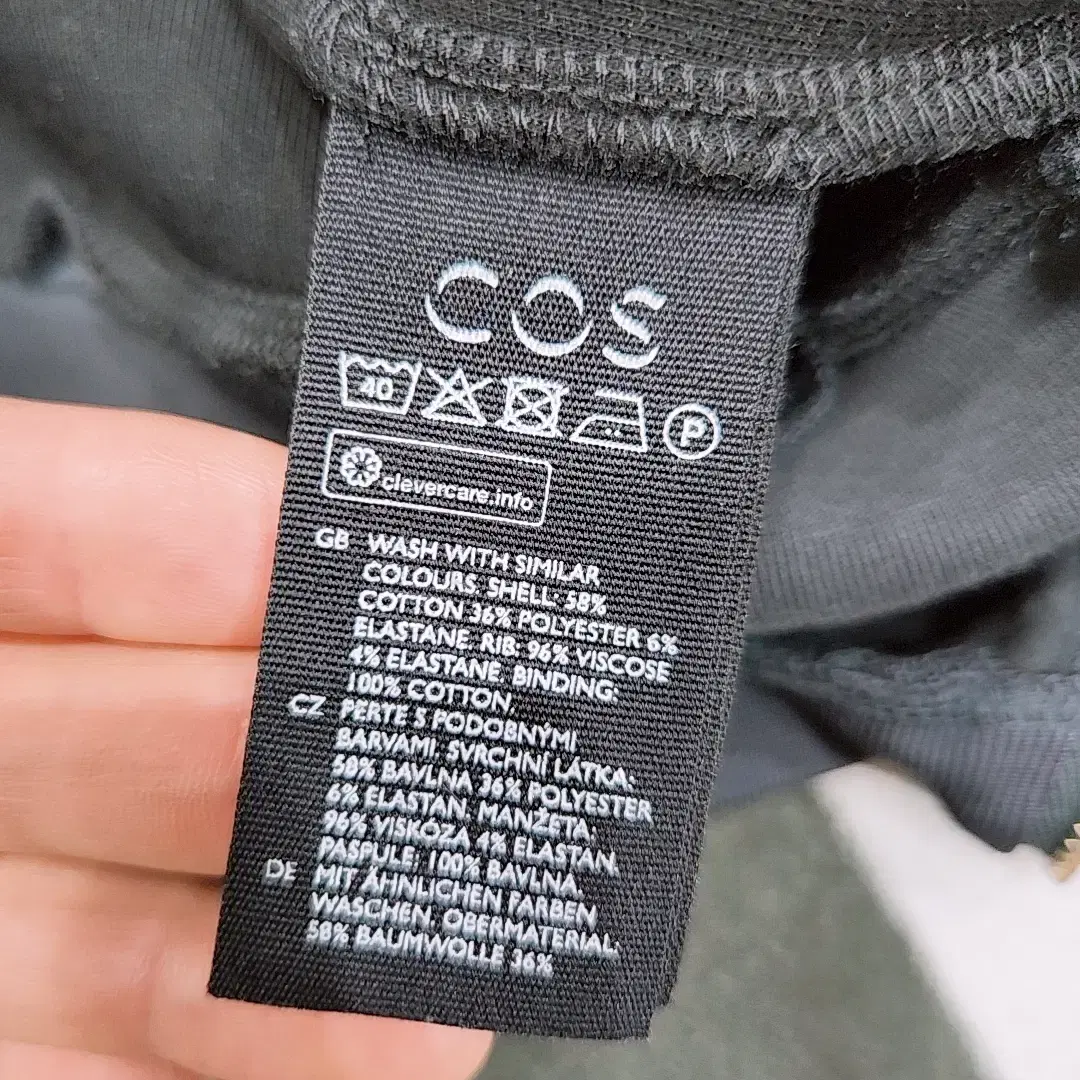 COS
40 P
clevercare.info
GB WASH WITH SIMILAR
COLOURS. SHELL: 58%
COTTON 36% POLYESTER 6%
ELASTANE. RIB: 96% VISCOSE
4% ELASTANE. BINDING:
100% COTTON.
CZ PERTE S PODOBNÝMI
BARVAMI. SVRCHNÍ LÁTKA:
58% BAVLNA 36% POLYESTER
6% ELASTAN. MANŽETA:
96% VISKÓZA 4% ELASTAN.
PASPULE: 100% BAVLNA.
DE MIT ÄHNLICHEN FARBEN
WASCHEN. OBERMATERIAL:
58% BAUMWOLLE 36%